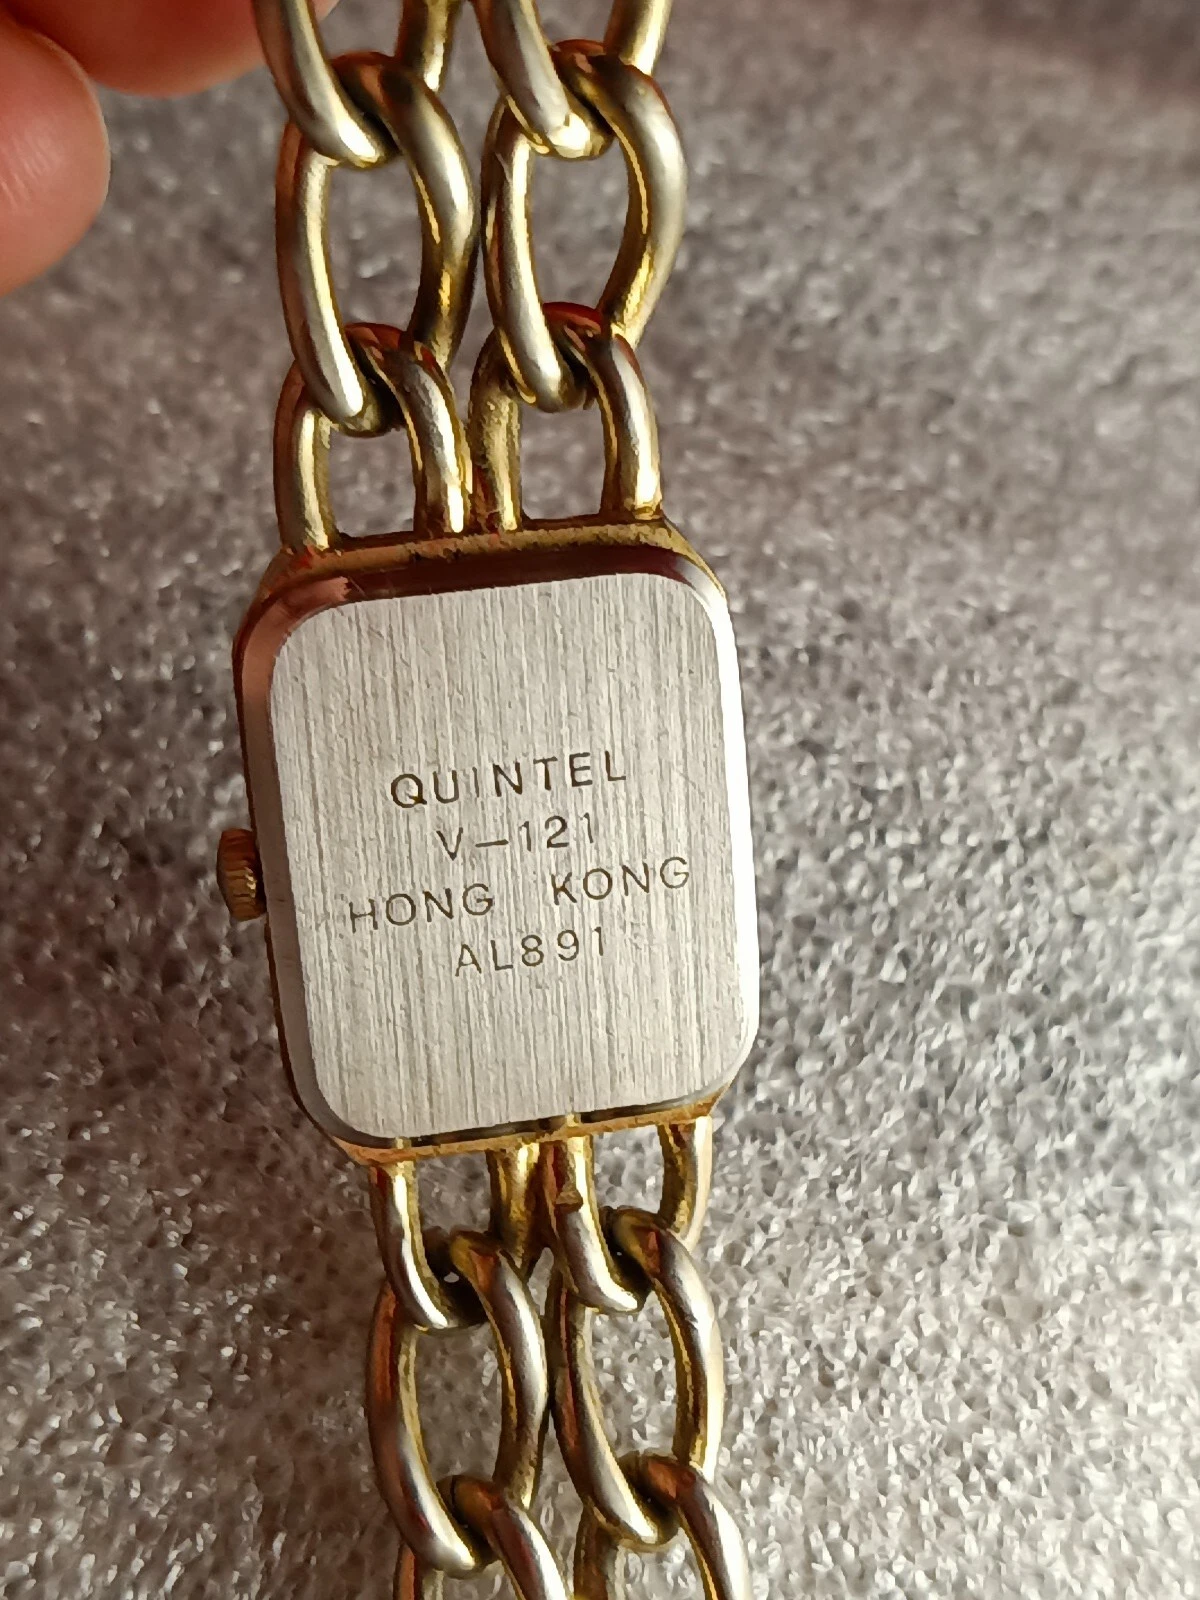 QUINTEL
V-121
HONG KONG
AL891